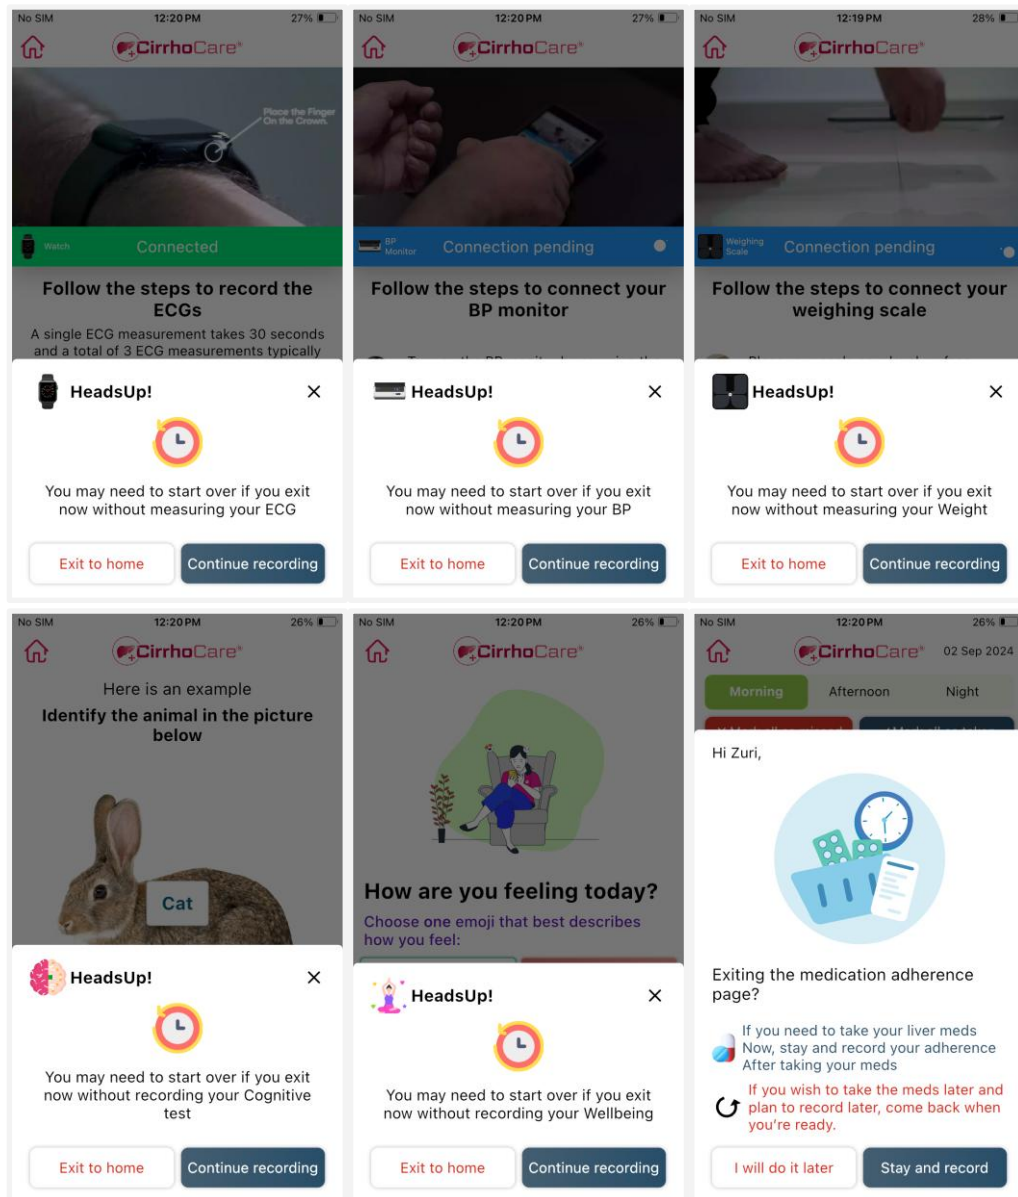 No SIM 12:20 PM 27%
CirrhoCare®
Place the Finger
On the Crown.
Watch Connected
Follow the steps to record the
ECGs
A single ECG measurement takes 30 seconds
and a total of 3 ECG measurements typically
HeadsUp!
You may need to start over if you exit
now without measuring your ECG
Exit to home Continue recording
No SIM 12:20 PM 27%
CirrhoCare®
BP
Monitor Connection pending
Follow the steps to connect your
BP monitor
HeadsUp!
You may need to start over if you exit
now without measuring your BP
Exit to home Continue recording
No SIM 12:19 PM 28%
CirrhoCare®
Weighing
Scale Connection pending
Follow the steps to connect your
weighing scale
HeadsUp!
You may need to start over if you exit
now without measuring your Weight
Exit to home Continue recording
No SIM 12:20 PM 26%
CirrhoCare®
Here is an example
Identify the animal in the picture
below
Cat
HeadsUp!
You may need to start over if you exit
now without recording your Cognitive
test
Exit to home Continue recording
No SIM 12:20 PM 26%
CirrhoCare®
How are you feeling today?
Choose one emoji that best describes
how you feel:
HeadsUp!
You may need to start over if you exit
now without recording your Wellbeing
Exit to home Continue recording
No SIM 12:20 PM 26%
CirrhoCare® 02 Sep 2024
Morning Afternoon Night
Hi Zuri,
Exiting the medication adherence
page?
If you need to take your liver meds
Now, stay and record your adherence
After taking your meds
If you wish to take the meds later and
plan to record later, come back when
you're ready.
I will do it later Stay and record